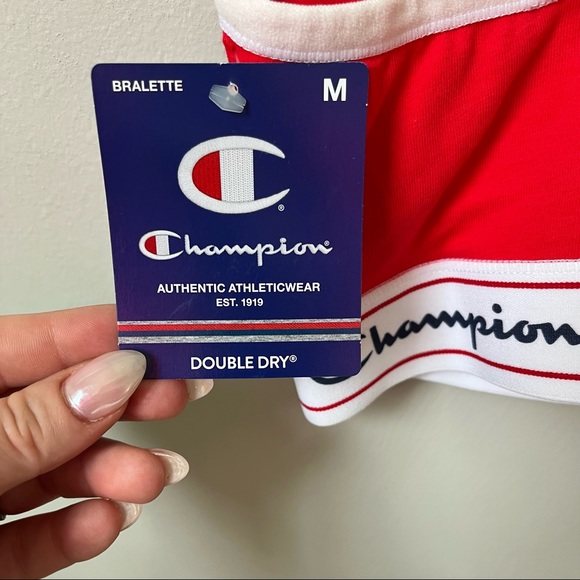 BRALETTE M
Champion®
AUTHENTIC ATHLETICWEAR
EST. 1919
DOUBLE DRY®
Champion